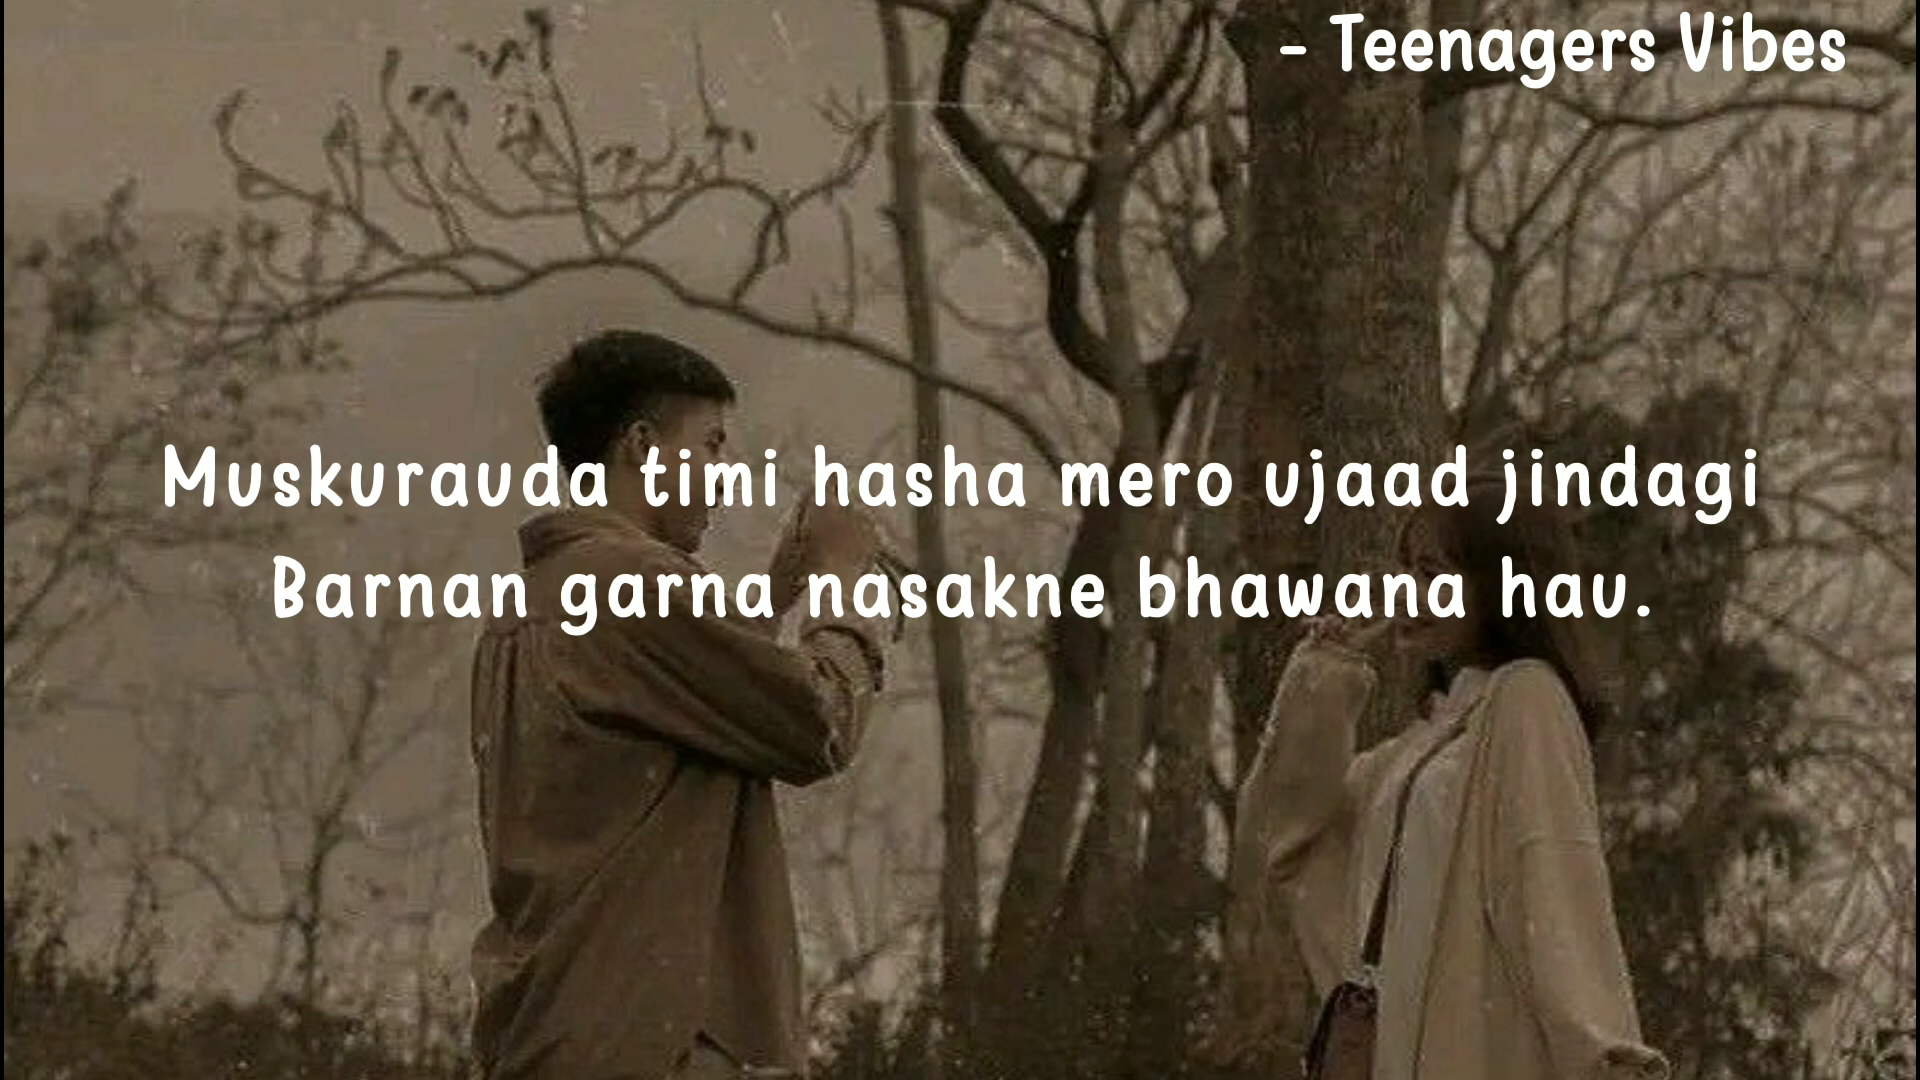 - Teenagers Vibes
Muskurauda timi hasha mero ujaad jindagi
Barnan garna nasakne bhawana hau.